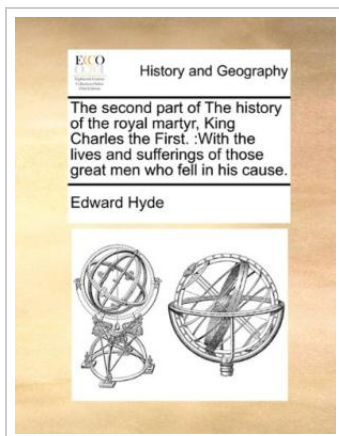 ECCO
History and Geography
The second part of The history
of the royal martyr, King
Charles the First. :With the
lives and sufferings of those
great men who fell in his cause.
Edward Hyde